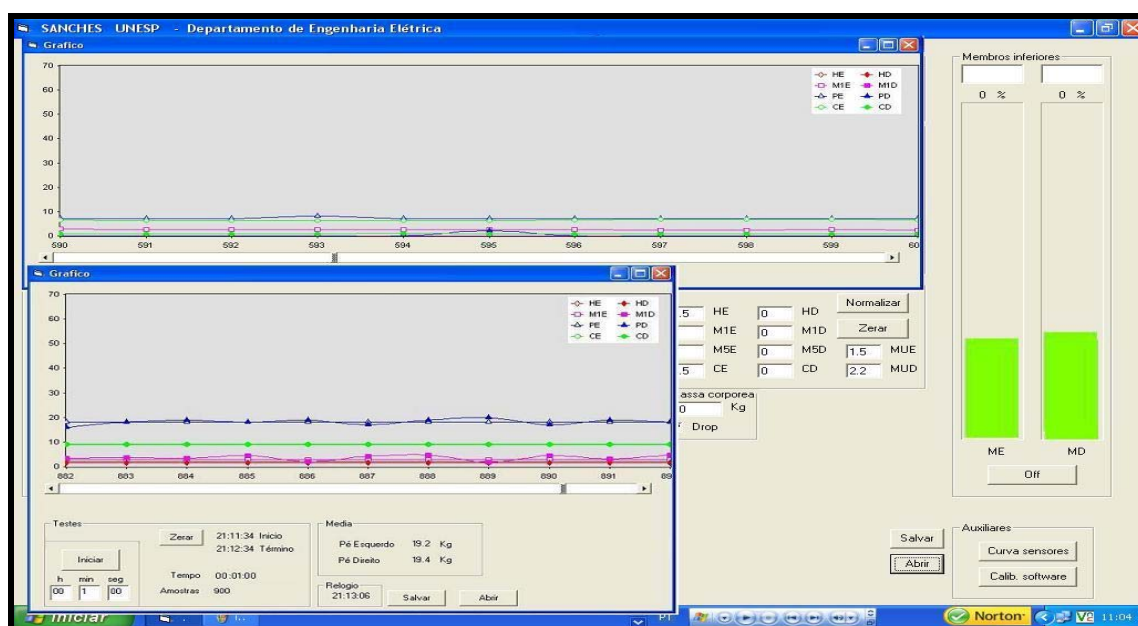 SANCHES UNESP - Departamento de Engenharia Elétrica
Grafico
70
60
50
40
30
20
10
0
HE HD
M1E M1D
PE PD
CE CD
590 591 592 593 594 595 596 597 598 599 60
Grafico
70
60
50
40
30
20
10
0
HE HD
M1E M1D
PE PD
CE CD
882 883 884 885 886 887 888 889 890 891 89
Testes
Zerar
21:11:34 Inicio
21:12:34 Término
Iniciar
h min seg
00 1 00
Tempo 00:01:00
Amostras 900
Media
Pé Esquerdo 19.2 Kg
Pé Direito 19.4 Kg
Relogio
21:13:06
Salvar
Abrir
.5 HE 0 HD Normalizar
M1E 0 M1D Zerar
M5E 0 M5D 1.5 MUE
.5 CE 0 CD 2.2 MUD
assa corporea
0 Kg
Drop
Membros inferiores
0 % 0 %
ME MD
Off
Salvar
Abrir
Auxiliares
Curva sensores
Calib. software
Iniciar
PT
Norton
11:04